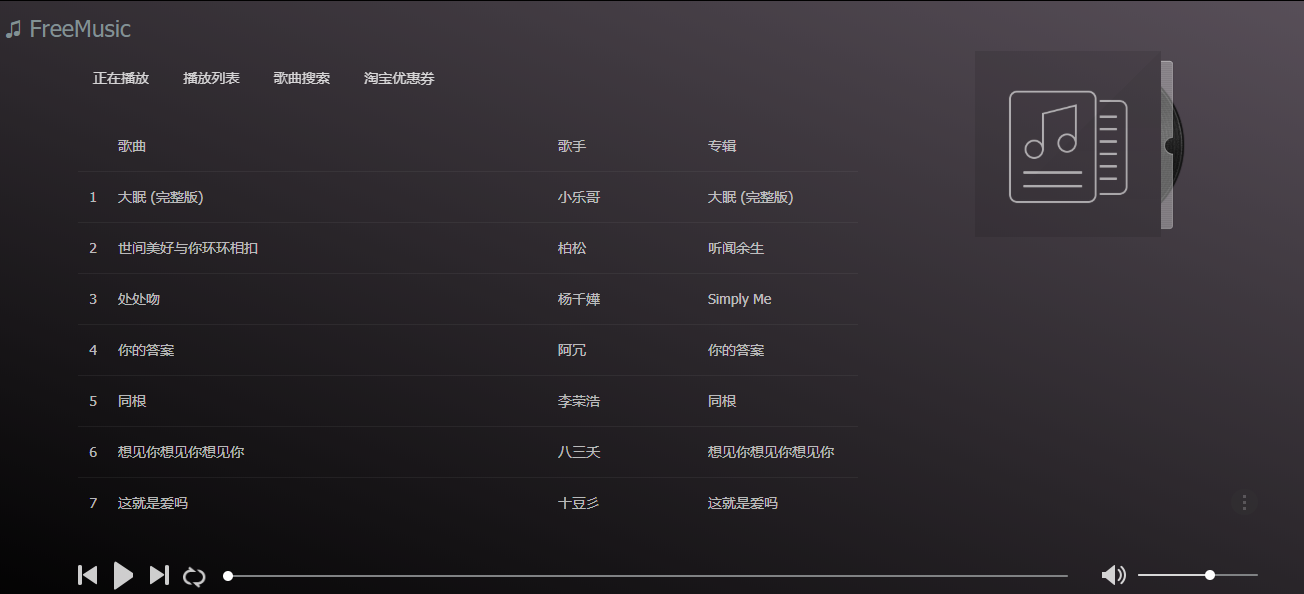 FreeMusic
正在播放 播放列表 歌曲搜索 淘宝优惠券
歌曲 歌手 专辑
1 大眠 (完整版) 小乐哥 大眠 (完整版)
2 世间美好与你环环相扣 柏松 听闻余生
3 处处吻 杨千嬅 Simply Me
4 你的答案 阿冗 你的答案
5 同根 李荣浩 同根
6 想见你想见你想见你 八三夭 想见你想见你想见你
7 这就是爱吗 十豆彡 这就是爱吗